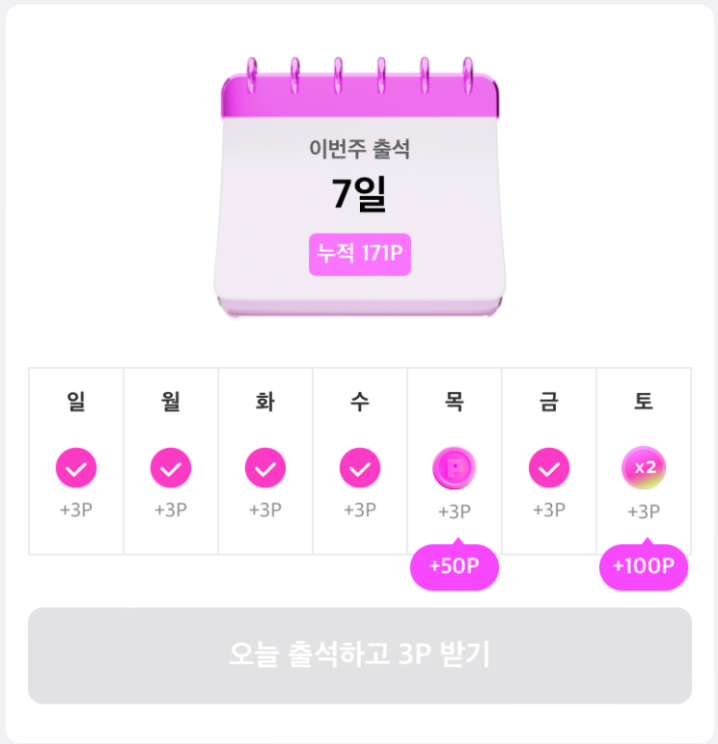 이번주 출석
7일
누적 171P
일 월 화 수 목 금 토
P x2
+3P +3P +3P +3P +3P +3P +3P
+50P +100P
오늘 출석하고 3P 받기